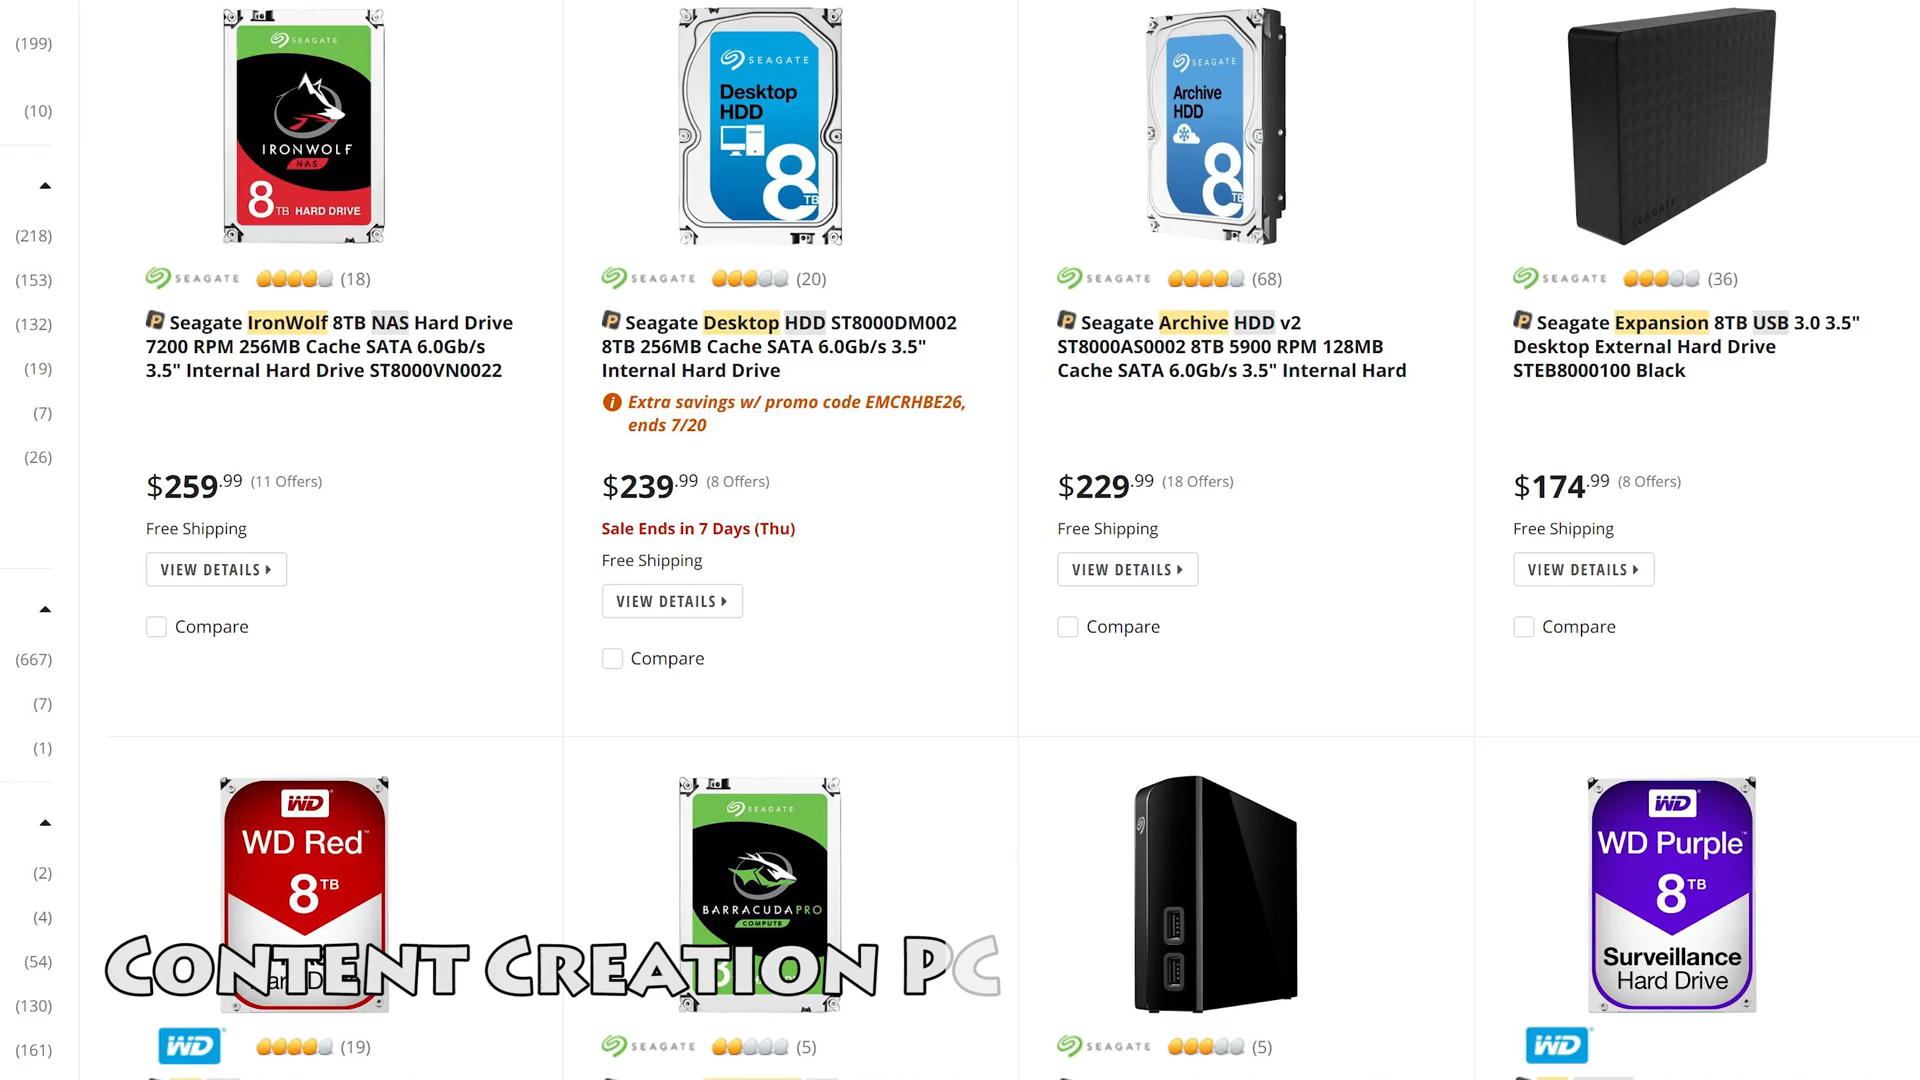 (199)
(10)
(218)
(153)
(132)
(19)
(7)
(26)
(667)
(7)
(1)
(2)
(4)
(54)
(130)
(161)
SEAGATE
IRONWOLF
NAS
8 TB HARD DRIVE
SEAGATE (18)
Seagate IronWolf 8TB NAS Hard Drive
7200 RPM 256MB Cache SATA 6.0Gb/s
3.5" Internal Hard Drive ST8000VN0022
$259.99 (11 Offers)
Free Shipping
VIEW DETAILS
Compare
SEAGATE
Desktop
HDD
8 TB
SEAGATE (20)
Seagate Desktop HDD ST8000DM002
8TB 256MB Cache SATA 6.0Gb/s 3.5"
Internal Hard Drive
Extra savings w/ promo code EMCRHBE26,
ends 7/20
$239.99 (8 Offers)
Sale Ends in 7 Days (Thu)
Free Shipping
VIEW DETAILS
Compare
SEAGATE
Archive
HDD
8 TB
SEAGATE (68)
Seagate Archive HDD v2
ST8000AS0002 8TB 5900 RPM 128MB
Cache SATA 6.0Gb/s 3.5" Internal Hard
$229.99 (18 Offers)
Free Shipping
VIEW DETAILS
Compare
SEAGATE
SEAGATE (36)
Seagate Expansion 8TB USB 3.0 3.5"
Desktop External Hard Drive
STEB8000100 Black
$174.99 (8 Offers)
Free Shipping
VIEW DETAILS
Compare
WD
WD Red™
8 TB
WD (19)
SEAGATE
BARRACUDA PRO
COMPUTE
SEAGATE (5)
SEAGATE (5)
WD
WD Purple™
8 TB
Surveillance
Hard Drive
WD
CONTENT CREATION PC